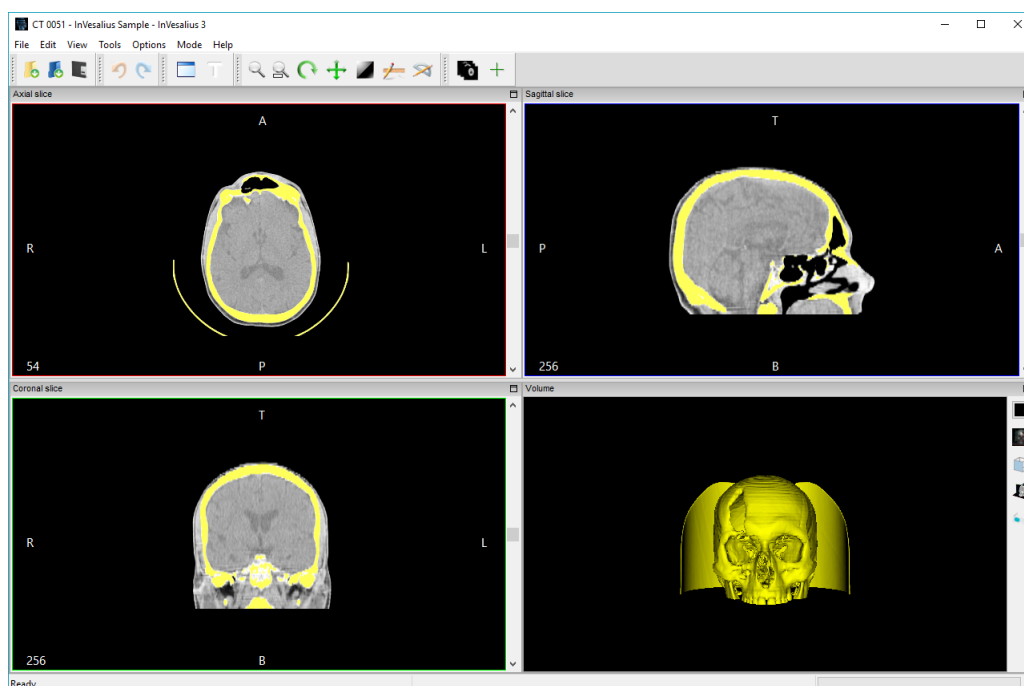 CT 0051 - InVesalius Sample - InVesalius 3
File Edit View Tools Options Mode Help
Axial slice
Sagittal slice
A
T
R
L
P
A
54
P
256
B
Coronal slice
Volume
T
R
L
256
B
Ready